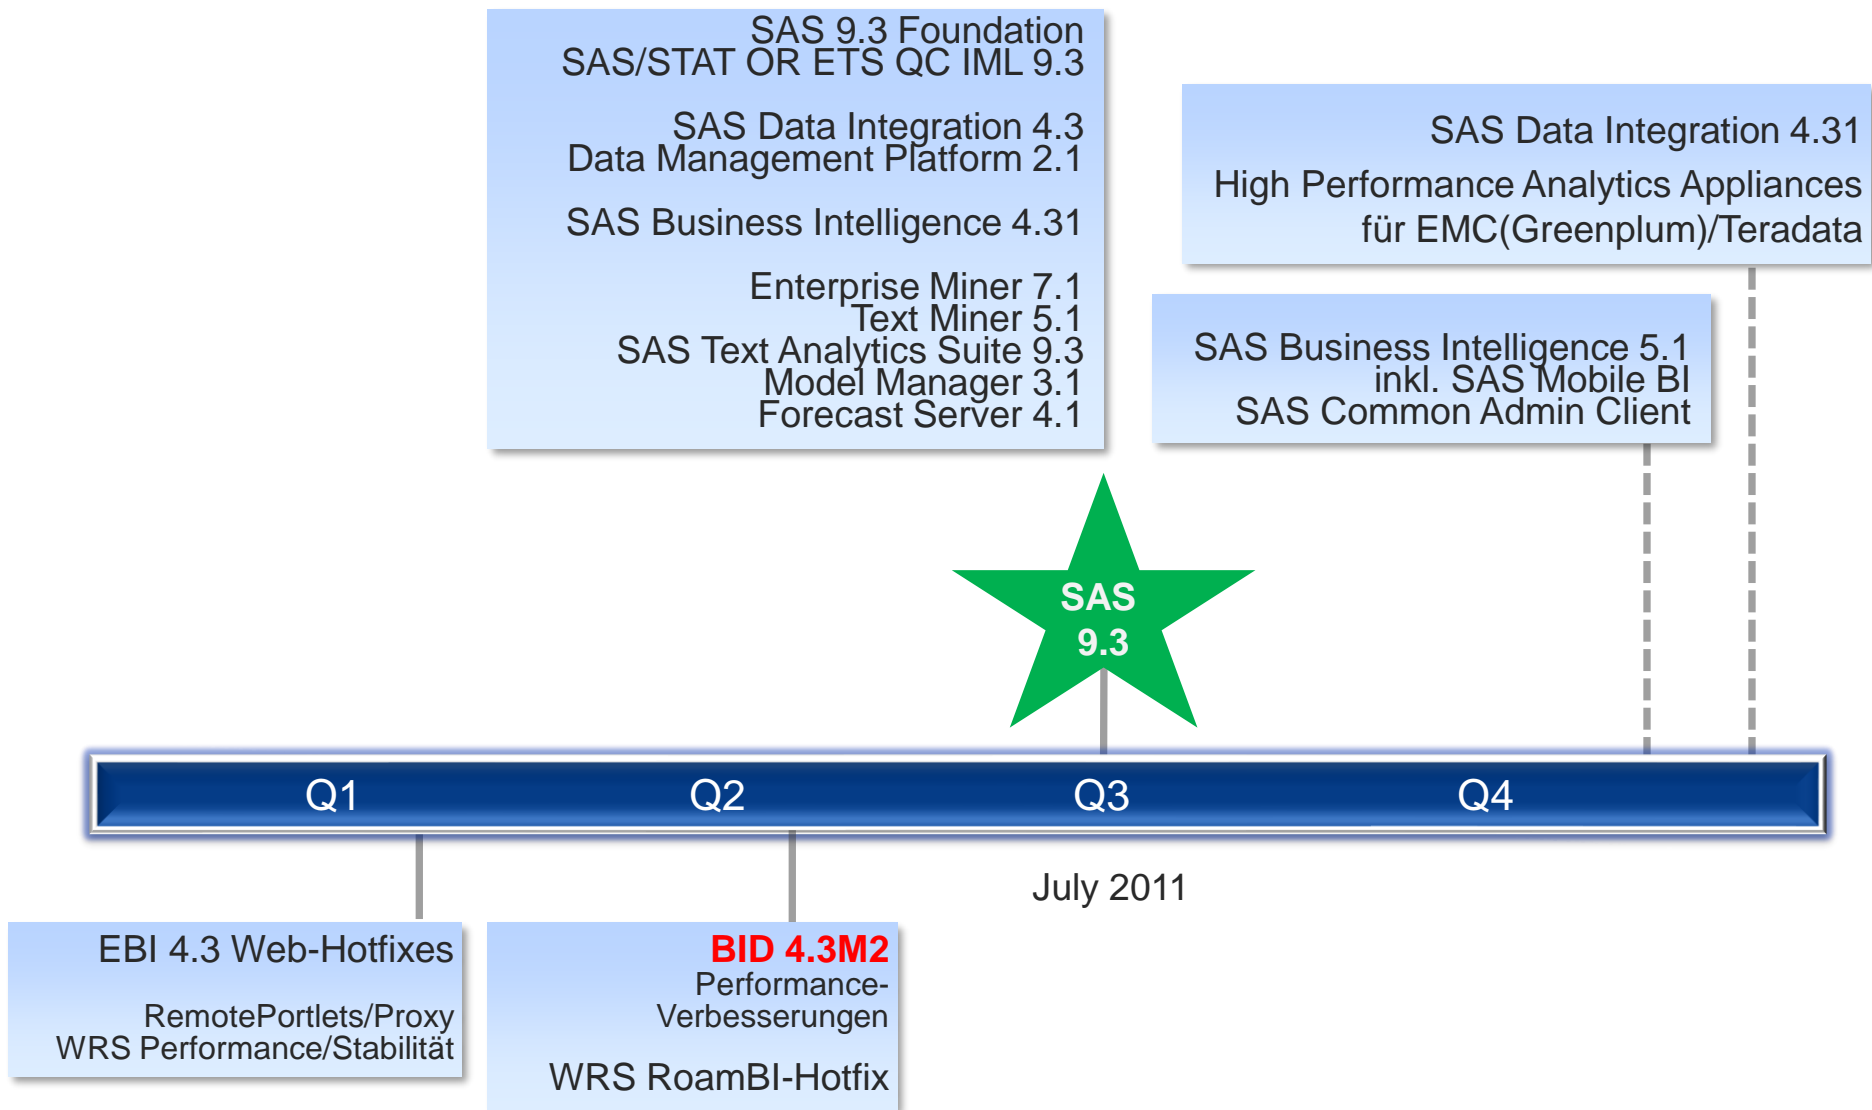 SAS 9.3 Foundation
SAS/STAT OR ETS QC IML 9.3
SAS Data Integration 4.3
Data Management Platform 2.1
SAS Business Intelligence 4.31
Enterprise Miner 7.1
Text Miner 5.1
SAS Text Analytics Suite 9.3
Model Manager 3.1
Forecast Server 4.1
SAS Data Integration 4.31
High Performance Analytics Appliances
für EMC(Greenplum)/Teradata
SAS Business Intelligence 5.1
inkl. SAS Mobile BI
SAS Common Admin Client
SAS
9.3
Q1
Q2
Q3
Q4
July 2011
EBI 4.3 Web-Hotfixes
RemotePortlets/Proxy
WRS Performance/Stabilität
BID 4.3M2
Performance-
Verbesserungen
WRS RoamBI-Hotfix